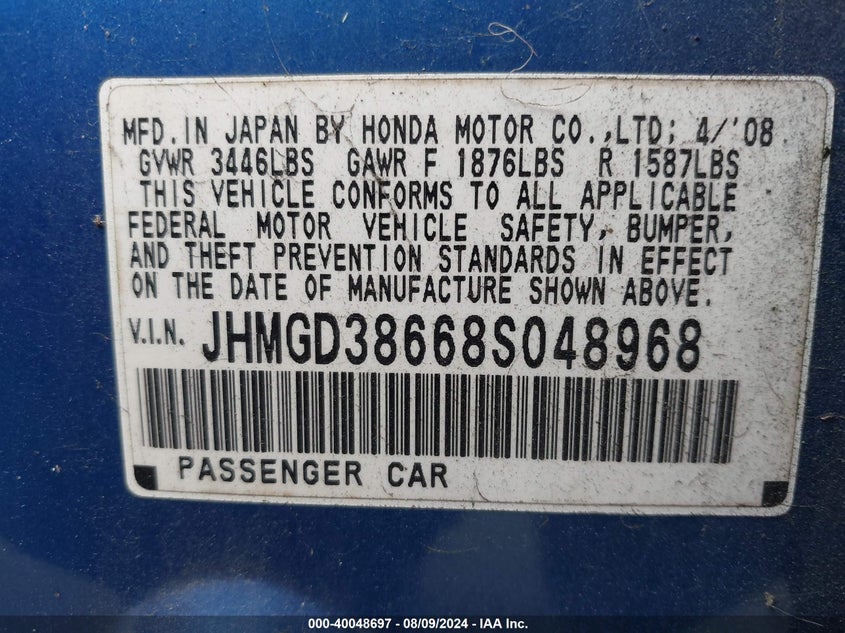 MFD. IN JAPAN BY HONDA MOTOR CO.,LTD; 4/'08
GVWR 3446LBS GAWR F 1876LBS R 1587LBS
THIS VEHICLE CONFORMS TO ALL APPLICABLE
FEDERAL MOTOR VEHICLE SAFETY, BUMPER,
AND THEFT PREVENTION STANDARDS IN EFFECT
ON THE DATE OF MANUFACTURE SHOWN ABOVE.
V.I.N. JHMGD38668S048968
PASSENGER CAR
000-40048697 - 08/09/2024 - IAA Inc.